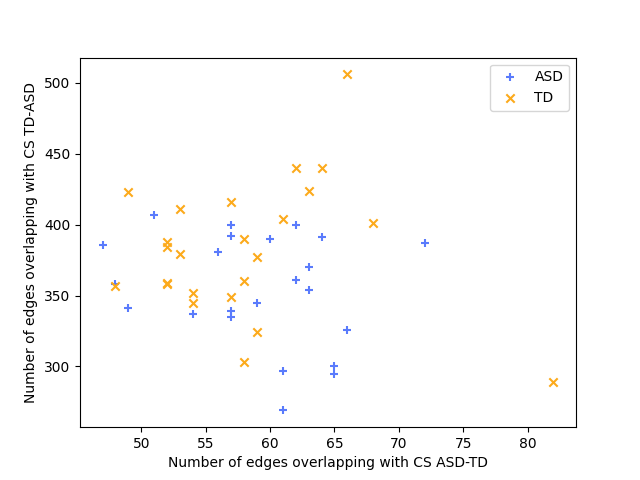 ASD
TD
500
450
400
350
300
Number of edges overlapping with CS TD-ASD
50 55 60 65 70 75 80
Number of edges overlapping with CS ASD-TD